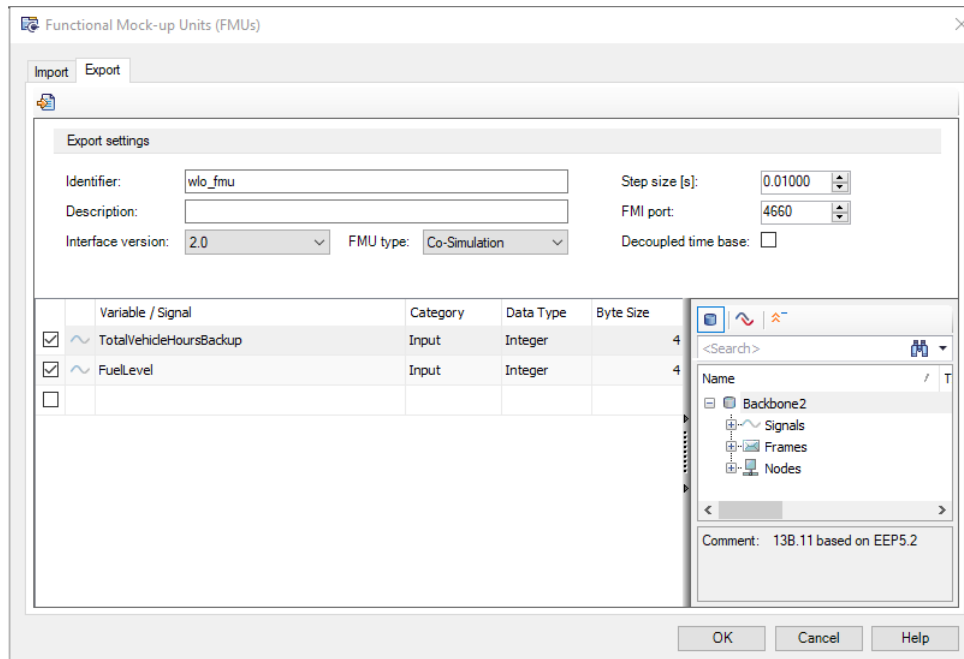 Functional Mock-up Units (FMUs)
Import Export
Export settings
Identifier: wlo_fmu Step size [s]: 0.01000
Description: FMI port: 4660
Interface version: 2.0 FMU type: Co-Simulation Decoupled time base:
Variable / Signal Category Data Type Byte Size
TotalVehicleHoursBackup Input Integer 4
FuelLevel Input Integer 4
<Search>
Name / T
Backbone2
Signals
Frames
Nodes
Comment: 13B.11 based on EEP5.2
OK Cancel Help